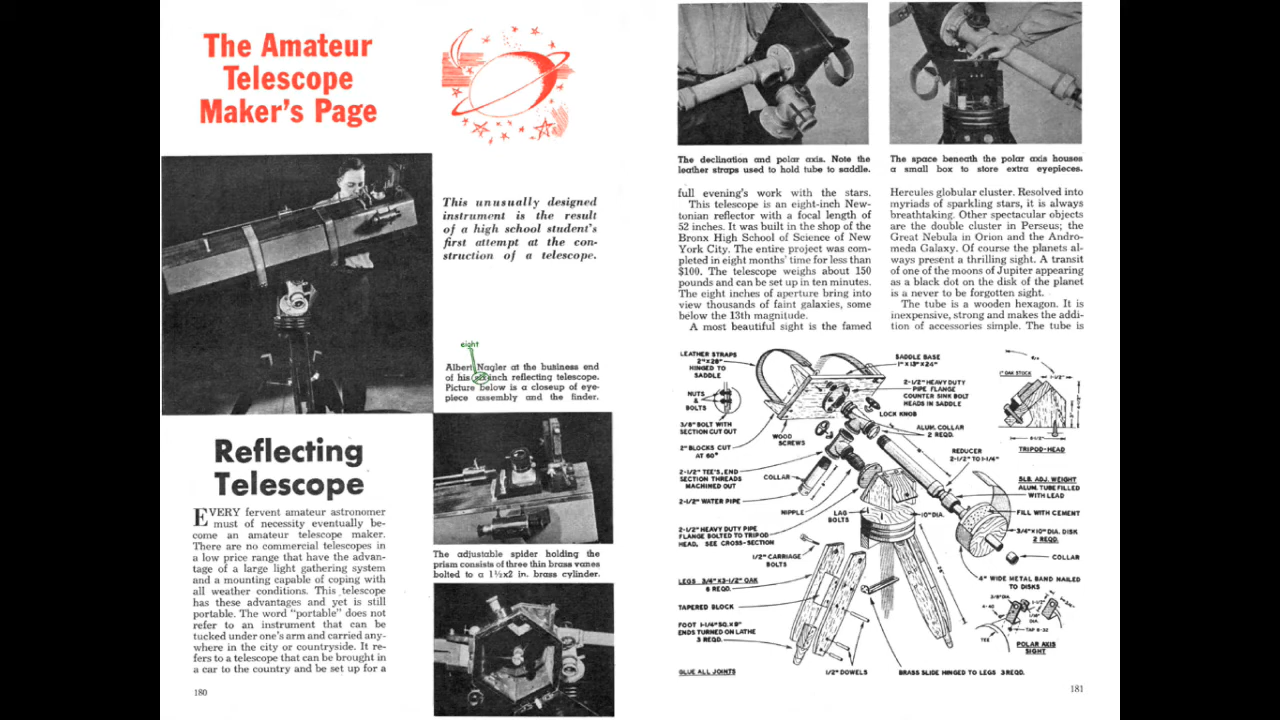 The Amateur
Telescope
Maker's Page
This unusually designed
instrument is the result
of a high school student's
first attempt at the con-
struction of a telescope.
eight
Albert Nagler at the business end
of his inch reflecting telescope.
Picture below is a closeup of eye-
piece assembly and the finder.
Reflecting
Telescope
EVERY fervent amateur astronomer
must of necessity eventually be-
come an amateur telescope maker.
There are no commercial telescopes in
a low price range that have the advan-
tage of a large light gathering system
and a mounting capable of coping with
all weather conditions. This telescope
has these advantages and yet is still
portable. The word "portable" does not
refer to an instrument that can be
tucked under one's arm and carried any-
where in the city or countryside. It re-
fers to a telescope that can be brought in
a car to the country and be set up for a
The adjustable spider holding the
prism consists of three thin brass vanes
bolted to a 1½x2 in. brass cylinder.
180
The declination and polar axis. Note the
leather straps used to hold tube to saddle.
The space beneath the polar axis houses
a small box to store extra eyepieces.
full evening's work with the stars.
This telescope is an eight-inch New-
tonian reflector with a focal length of
52 inches. It was built in the shop of the
Bronx High School of Science of New
York City. The entire project was com-
pleted in eight months' time for less than
$100. The telescope weighs about 150
pounds and can be set up in ten minutes.
The eight inches of aperture bring into
view thousands of faint galaxies, some
below the 13th magnitude.
A most beautiful sight is the famed
Hercules globular cluster. Resolved into
myriads of sparkling stars, it is always
breathtaking. Other spectacular objects
are the double cluster in Perseus; the
Great Nebula in Orion and the Andro-
meda Galaxy. Of course the planets al-
ways present a thrilling sight. A transit
of one of the moons of Jupiter appearing
as a black dot on the disk of the planet
is a never to be forgotten sight.
The tube is a wooden hexagon. It is
inexpensive, strong and makes the addi-
tion of accessories simple. The tube is
LEATHER STRAPS
2"X28"
HINGED TO
SADDLE
NUTS
&
BOLTS
3/8" BOLT WITH
SECTION CUT OUT
2" BLOCKS CUT
AT 60°
WOOD
SCREWS
2-1/2" TEE'S, END
SECTION THREADS
MACHINED OUT
COLLAR
2-1/2" WATER PIPE
NIPPLE
2-1/2" HEAVY DUTY PIPE
FLANGE BOLTED TO TRIPOD
HEAD, SEE CROSS-SECTION
LAG
BOLTS
1/2" CARRIAGE
BOLTS
LEGS 3/4"X3-1/2" OAK
6 REQD.
TAPERED BLOCK
FOOT 1-1/4"SQ.X8"
ENDS TURNED ON LATHE
3 REQD.
GLUE ALL JOINTS
1/2" DOWELS
BRASS SLIDE HINGED TO LEGS 3 REQD.
SADDLE BASE
1"X13"X24"
2-1/2" HEAVY DUTY
PIPE FLANGE
COUNTER SINK BOLT
HEADS IN SADDLE
LOCK KNOB
ALUM. COLLAR
2 REQD.
REDUCER
2-1/2" TO 1-1/4"
10" DIA.
1" OAK STOCK
TRIPOD-HEAD
5LB. ADJ. WEIGHT
ALUM. TUBE FILLED
WITH LEAD
FILL WITH CEMENT
3/4"X10" DIA. DISK
2 REQD.
COLLAR
4" WIDE METAL BAND NAILED
TO DISKS
TAP 6-32
TEE
POLAR AXIS
SIGHT
181